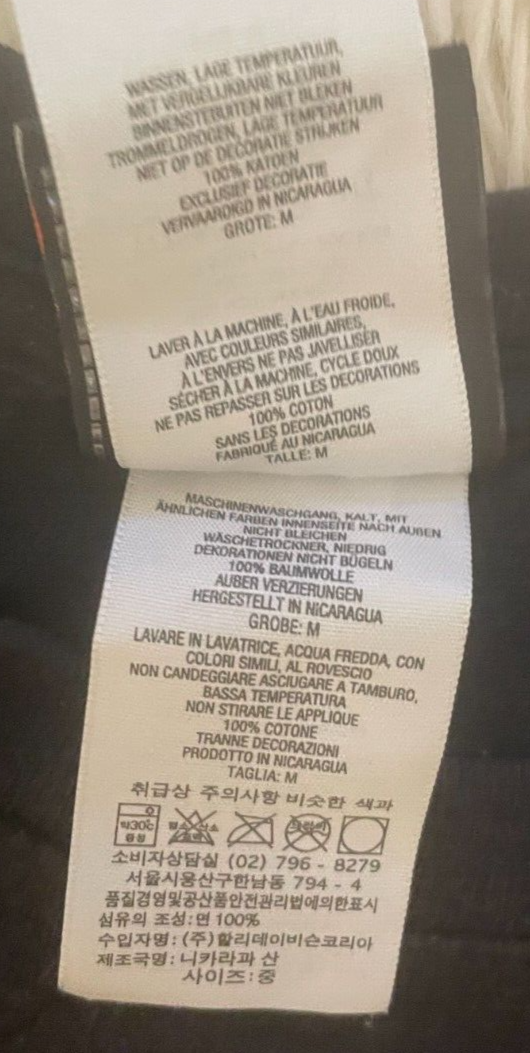 WASSEN, LAGE TEMPERATUUR,
MET VERGELIJKBARE KLEUREN
BINNENSTEBUITEN NIET BLEKEN
TROMMELDROGEN, LAGE TEMPERATUUR
NIET OP DE DECORATIE STRIJKEN
100% KATOEN
EXCLUSIEF DECORATIE
VERVAARDIGD IN NICARAGUA
GROTE: M
LAVER À LA MACHINE, À L'EAU FROIDE,
AVEC COULEURS SIMILAIRES,
À L'ENVERS NE PAS JAVELLISER
SÉCHER À LA MACHINE, CYCLE DOUX
NE PAS REPASSER SUR LES DECORATIONS
100% COTON
SANS LES DECORATIONS
FABRIQUÉ AU NICARAGUA
TALLE: M
MASCHINENWASCHGANG, KALT, MIT
ÄHNLICHEN FARBEN INNENSEITE NACH AUßEN
NICHT BLEICHEN
WÄSCHETROCKNER, NIEDRIG
DEKORATIONEN NICHT BÜGELN
100% BAUMWOLLE
AUßER VERZIERUNGEN
HERGESTELLT IN NICARAGUA
GROBE: M
LAVARE IN LAVATRICE, ACQUA FREDDA, CON
COLORI SIMILI, AL ROVESCIO
NON CANDEGGIARE ASCIUGARE A TAMBURO,
BASSA TEMPERATURA
NON STIRARE LE APPLIQUE
100% COTONE
TRANNE DECORAZIONI
PRODOTTO IN NICARAGUA
TAGLIA: M
취급상 주의사항 비슷한 색과
약30℃
중성
소비자상담실 (02) 796 - 8279
서울시용산구한남동 794 - 4
품질경영및공산품안전관리법에의한표시
섬유의 조성:면 100%
수입자명: (주)할리데이비슨코리아
제조국명: 니카라과 산
사이즈:중